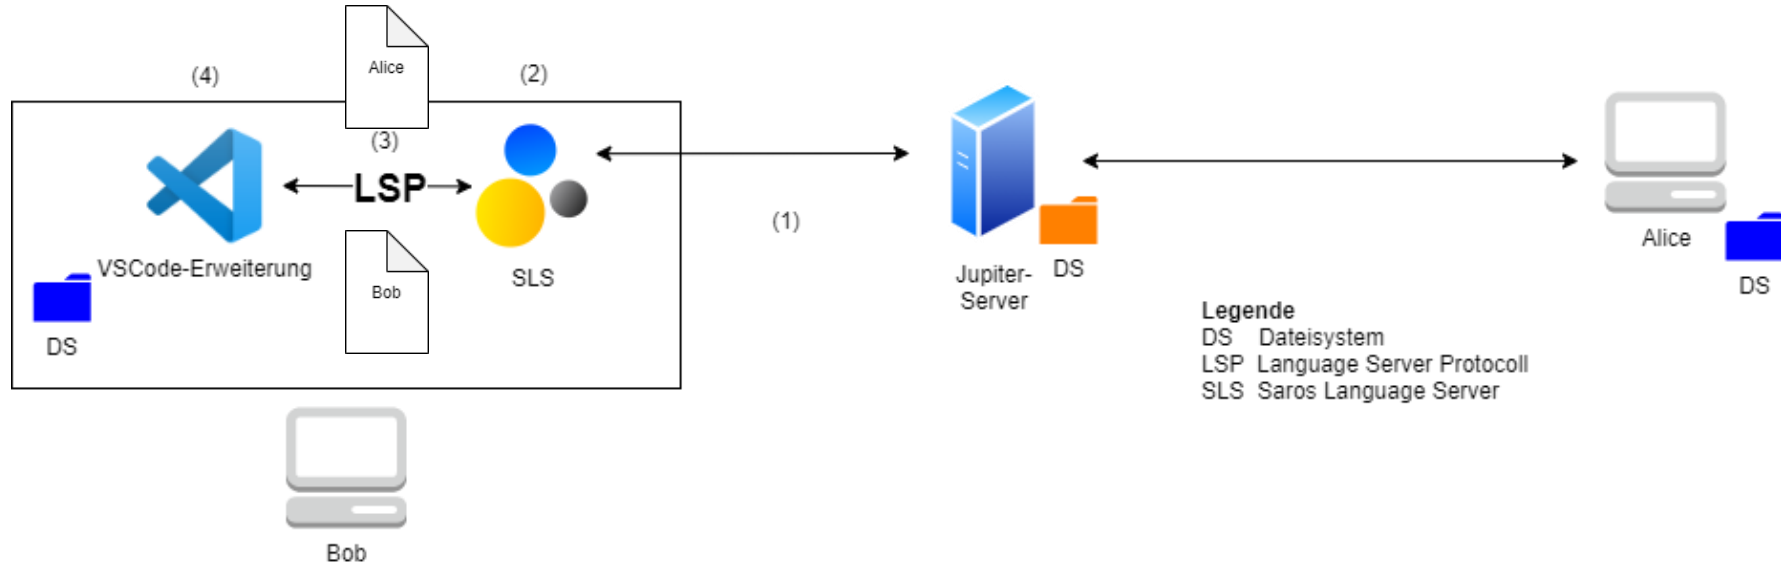 (4)
Alice
(2)
(3)
LSP
VSCode-Erweiterung
SLS
Bob
DS
Bob
(1)
Jupiter-
Server
DS
Alice
DS
Legende
DS Dateisystem
LSP Language Server Protocoll
SLS Saros Language Server